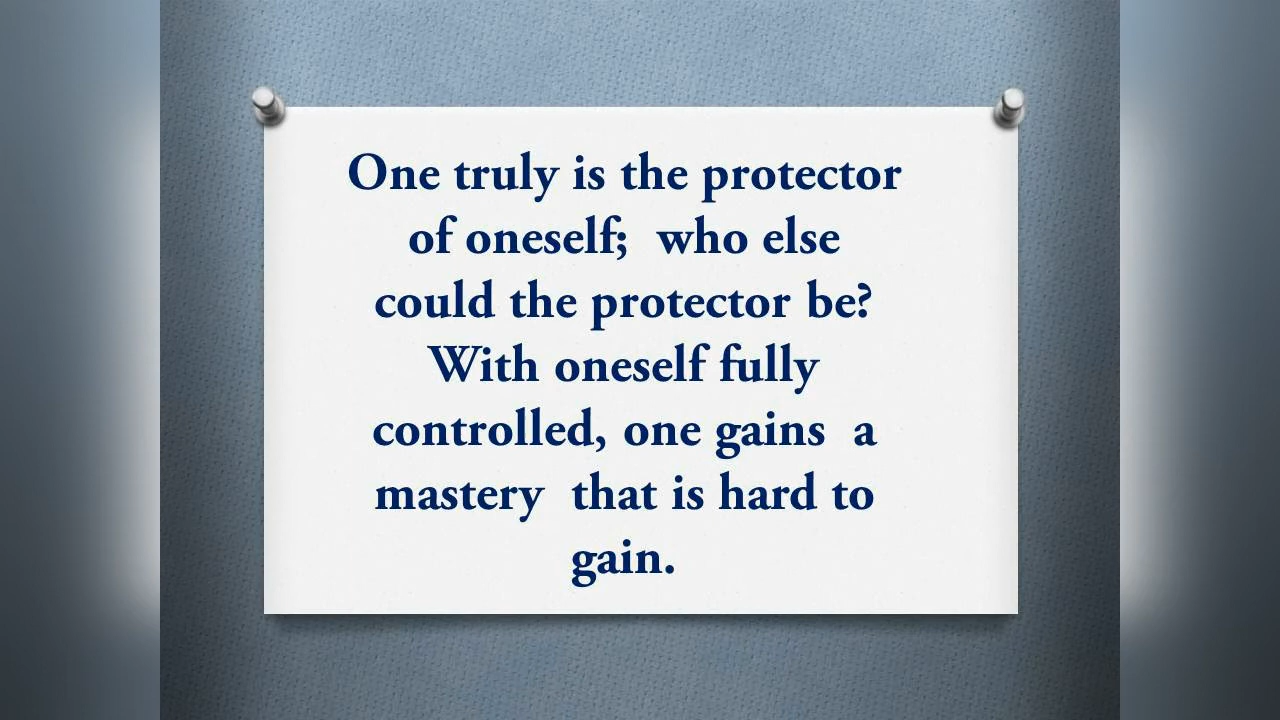 One truly is the protector
of oneself;  who else
could the protector be?
With oneself fully
controlled, one gains  a
mastery  that is hard to
gain.